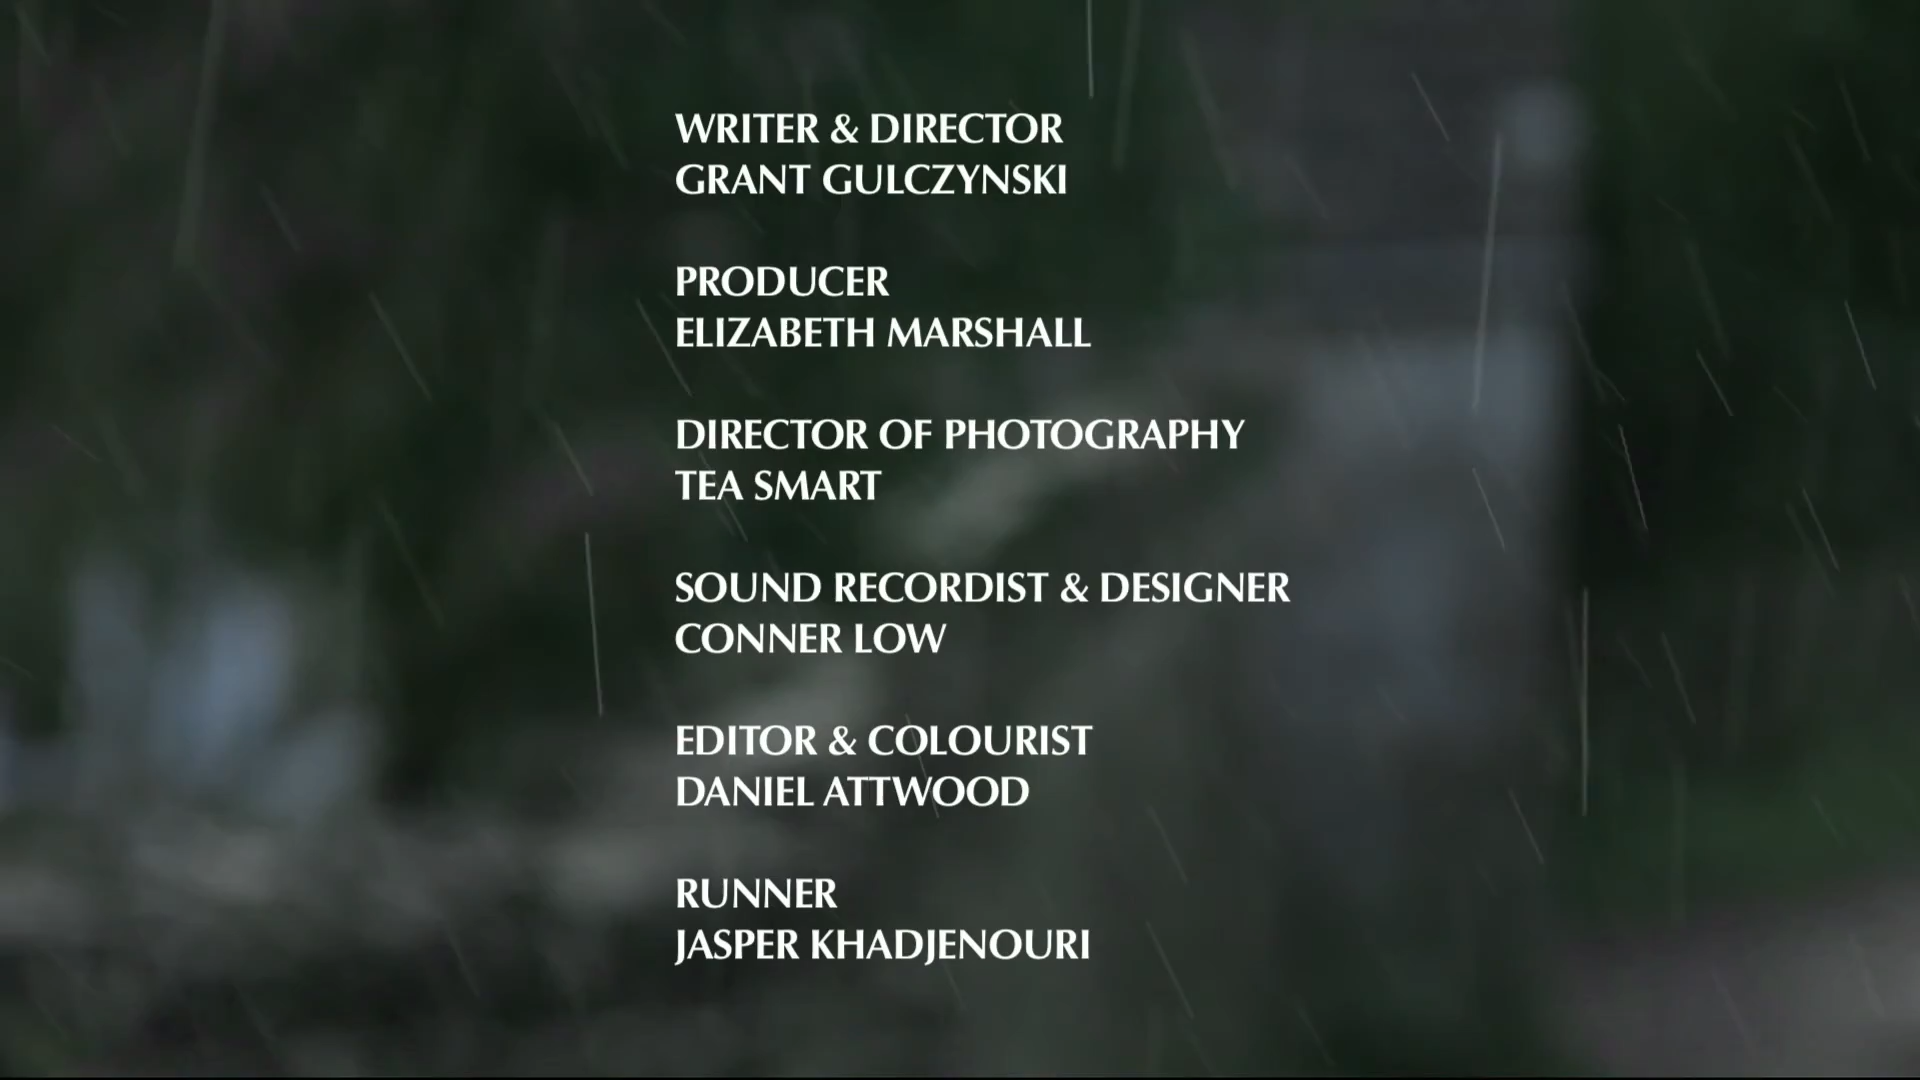 WRITER & DIRECTOR
GRANT GULCZYNSKI
PRODUCER
ELIZABETH MARSHALL
DIRECTOR OF PHOTOGRAPHY
TEA SMART
SOUND RECORDIST & DESIGNER
CONNER LOW
EDITOR & COLOURIST
DANIEL ATTWOOD
RUNNER
JASPER KHADJENOURI